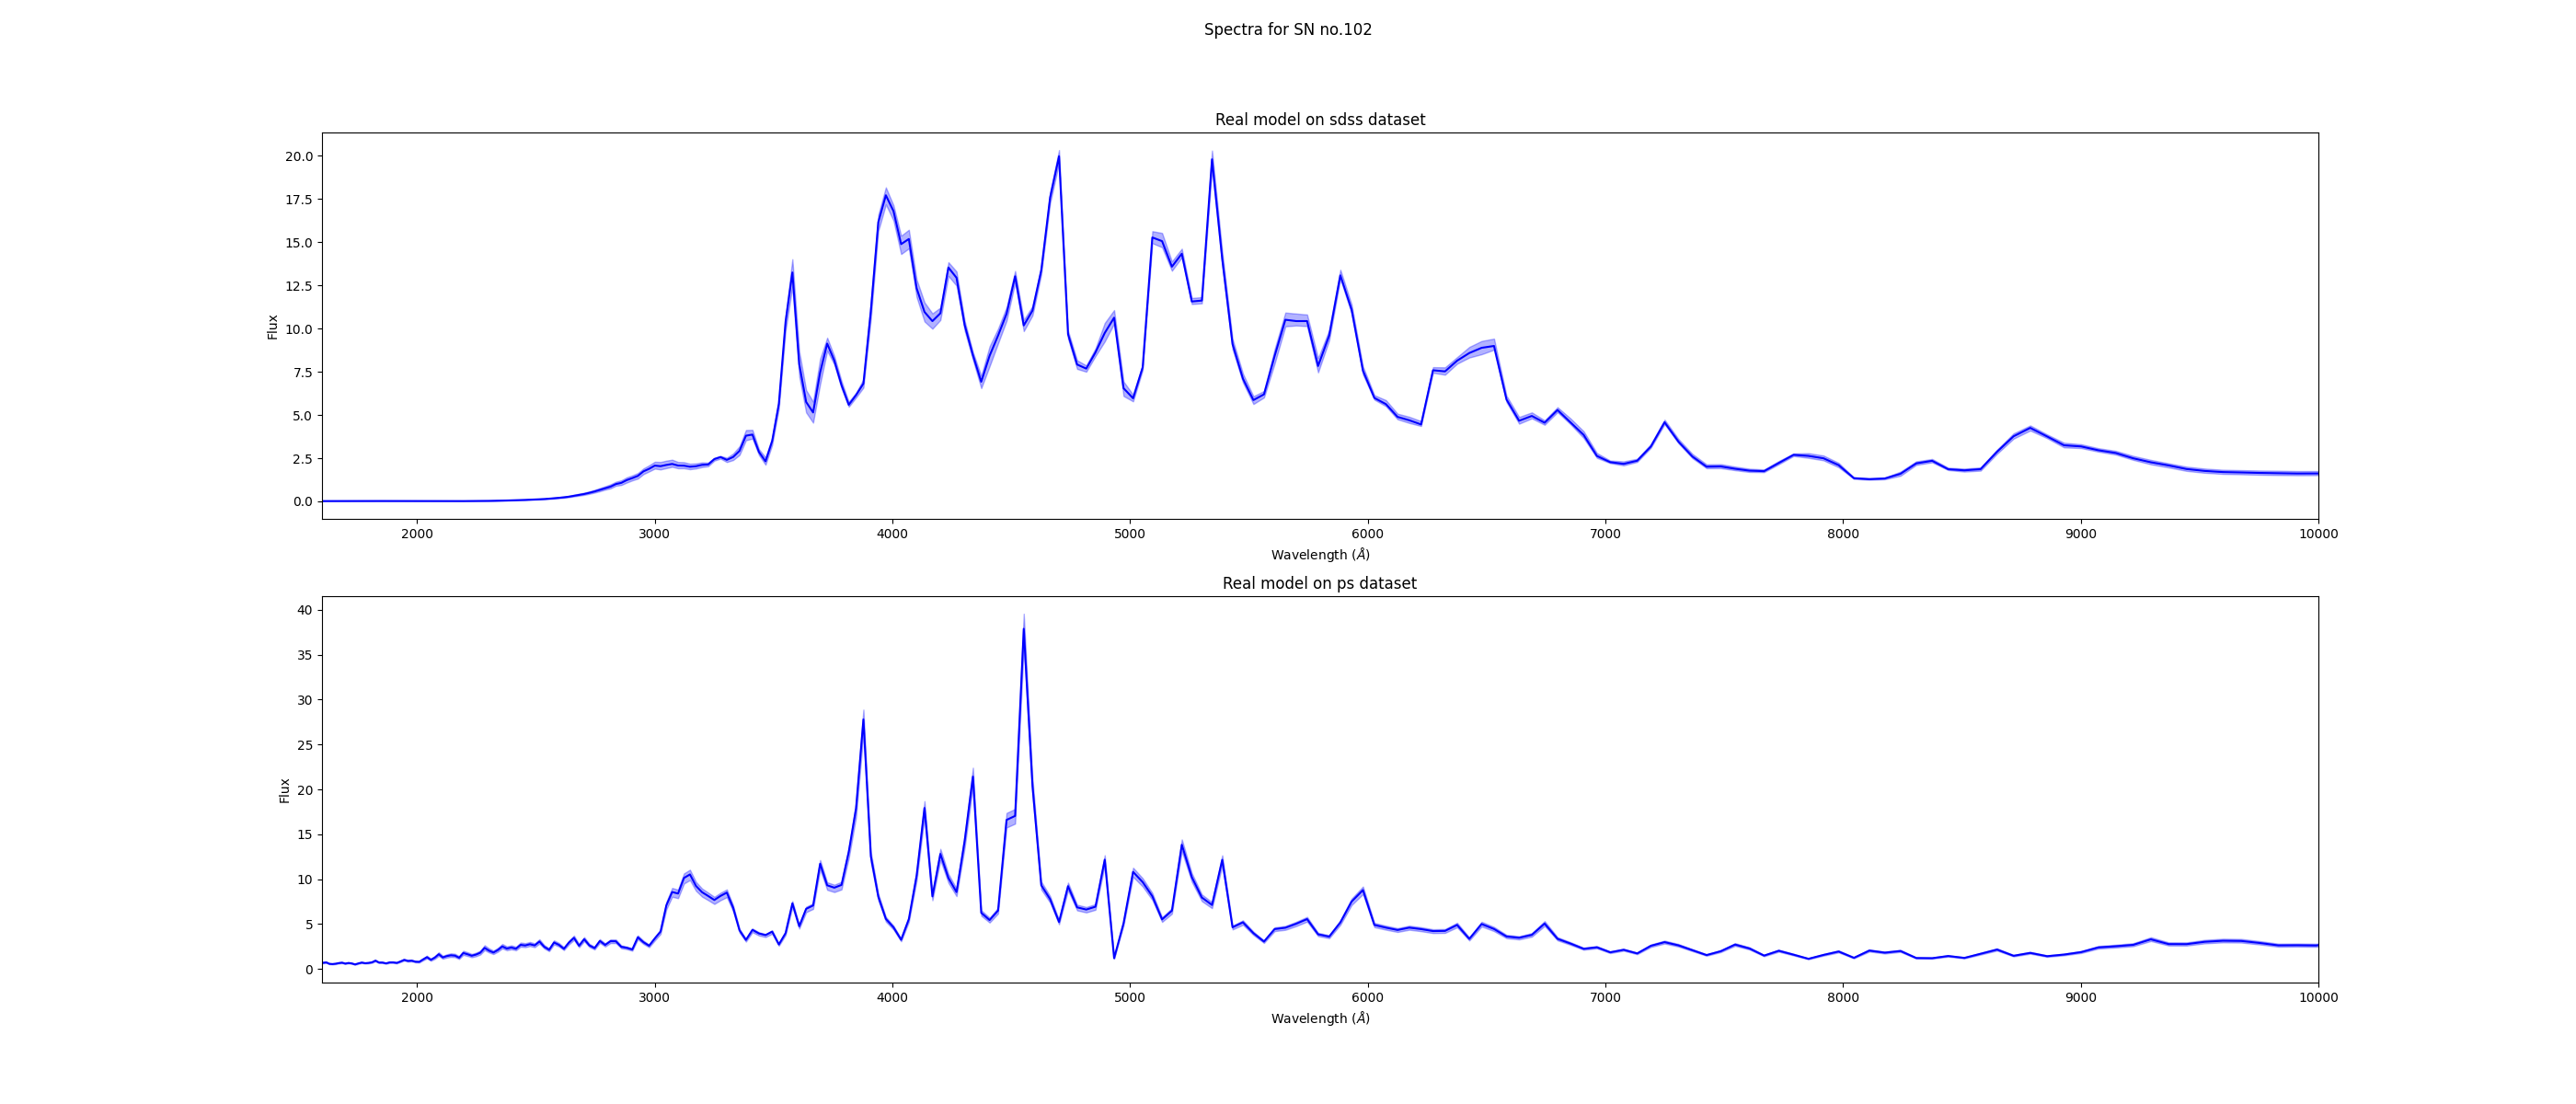 Spectra for SN no.102
Real model on sdss dataset
20.0
17.5
15.0
12.5
10.0
7.5
5.0
2.5
0.0
Flux
2000 3000 4000 5000 6000 7000 8000 9000 10000
Wavelength (Å)
Real model on ps dataset
40
35
30
25
20
15
10
5
0
Flux
2000 3000 4000 5000 6000 7000 8000 9000 10000
Wavelength (Å)